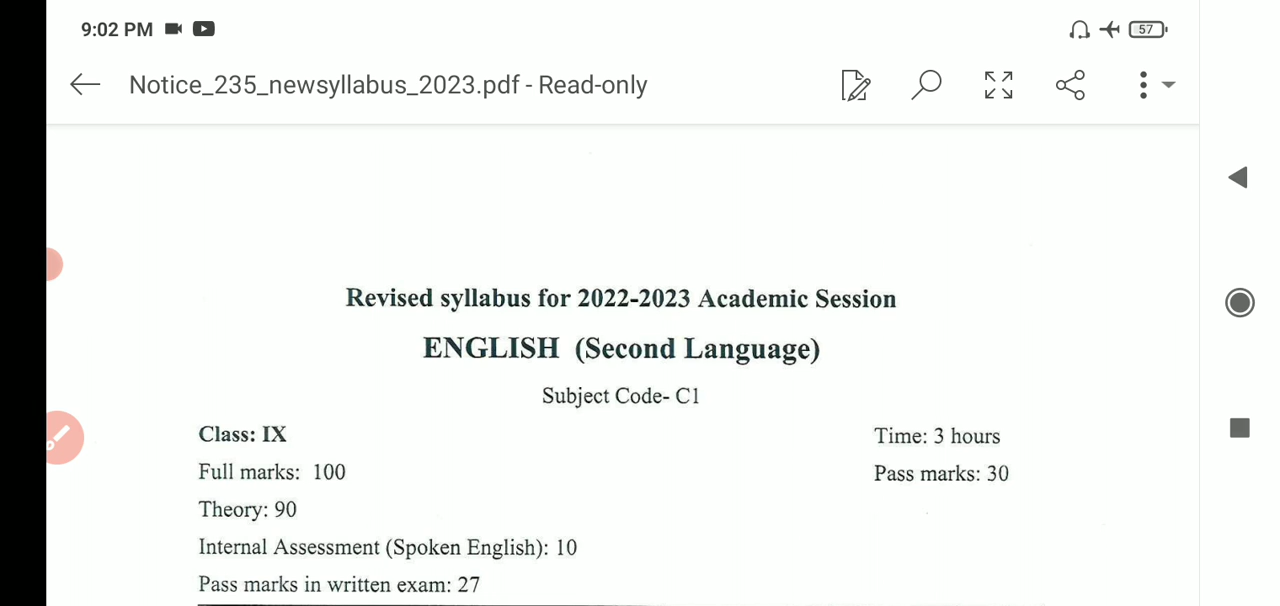 9:02 PM 57
Notice_235_newsyllabus_2023.pdf - Read-only
Revised syllabus for 2022-2023 Academic Session
ENGLISH (Second Language)
Subject Code- C1
Class: IX Time: 3 hours
Full marks: 100 Pass marks: 30
Theory: 90
Internal Assessment (Spoken English): 10
Pass marks in written exam: 27